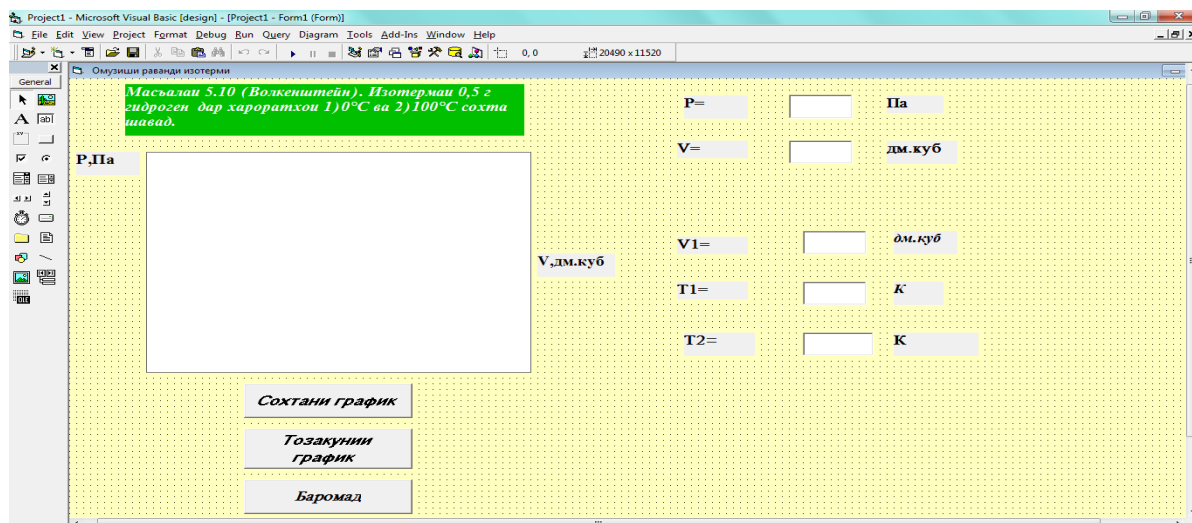 Project1 - Microsoft Visual Basic [design] - [Project1 - Form1 (Form)]
File Edit View Project Format Debug Run Query Diagram Tools Add-Ins Window Help
0, 0 20490 x 11520
General
Омузиши раванди изотерми
Масъалаи 5.10 (Волкенштейн). Изотермаи 0,5 г
гидроген дар хароратхои 1)0°С ва 2)100°С сохта
шавад.
P= Па
V= дм.куб
P,Па
V,дм.куб
V1= дм.куб
T1= К
T2= К
Сохтани график
Тозакунии
график
Баромад